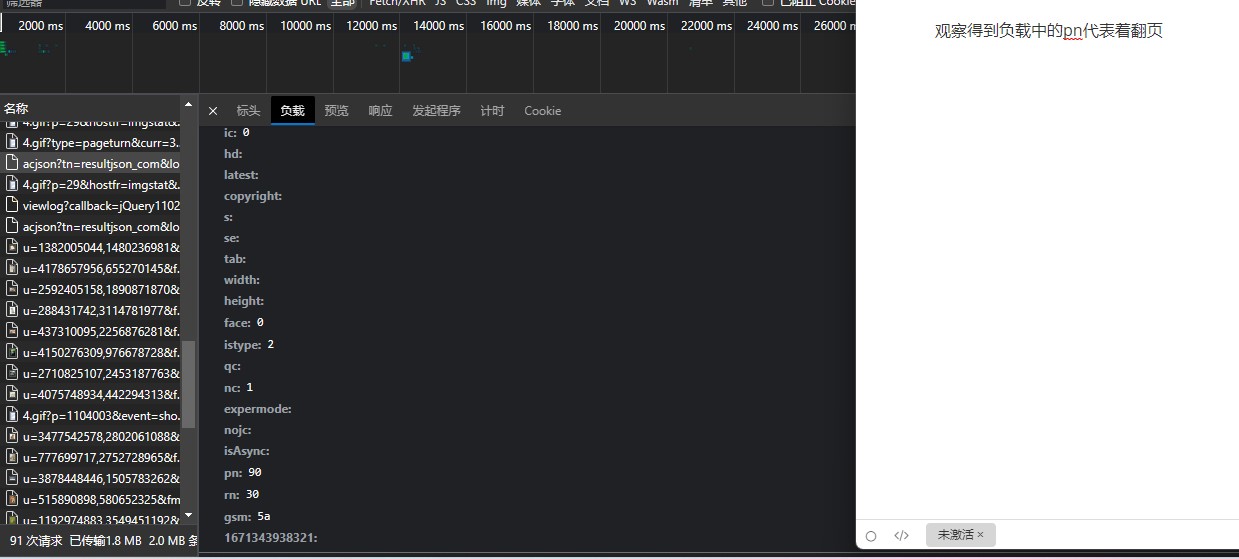 筛选器 反转 隐藏数据 URL 全部 Fetch/XHR JS CSS Img 媒体 字体 文档 WS Wasm 清单 其他 已阻止 Cookie
2000 ms 4000 ms 6000 ms 8000 ms 10000 ms 12000 ms 14000 ms 16000 ms 18000 ms 20000 ms 22000 ms 24000 ms 26000 m
观察得到负载中的pn代表着翻页
名称
标头 负载 预览 响应 发起程序 计时 Cookie
4.gif?p=29&hostfr=imgstat&.
4.gif?type=pageturn&curr=3..
acjson?tn=resultjson_com&lo
4.gif?p=29&hostfr=imgstat&.
viewlog?callback=jQuery1102
acjson?tn=resultjson_com&lo
u=1382005044,1480236981&
u=4178657956,655270145&f.
u=2592405158,1890871870&
u=288431742,3114781977&f.
u=437310095,2256876281&f.
u=4150276309,976678728&f.
u=2710825107,2453187763&
u=4075748934,442294313&f.
4.gif?p=1104003&event=sho.
u=3477542578,2802061088&
u=777699717,2752728965&f.
u=3878448446,1505783262&
u=515890898,580652325&fm
u=1192974883,3549451192&
ic: 0
hd:
latest:
copyright:
s:
se:
tab:
width:
height:
face: 0
istype: 2
qc:
nc: 1
expermode:
nojc:
isAsync:
pn: 90
rn: 30
gsm: 5a
1671343938321:
91 次请求 已传输1.8 MB 2.0 MB 条
</> 未激活 ×